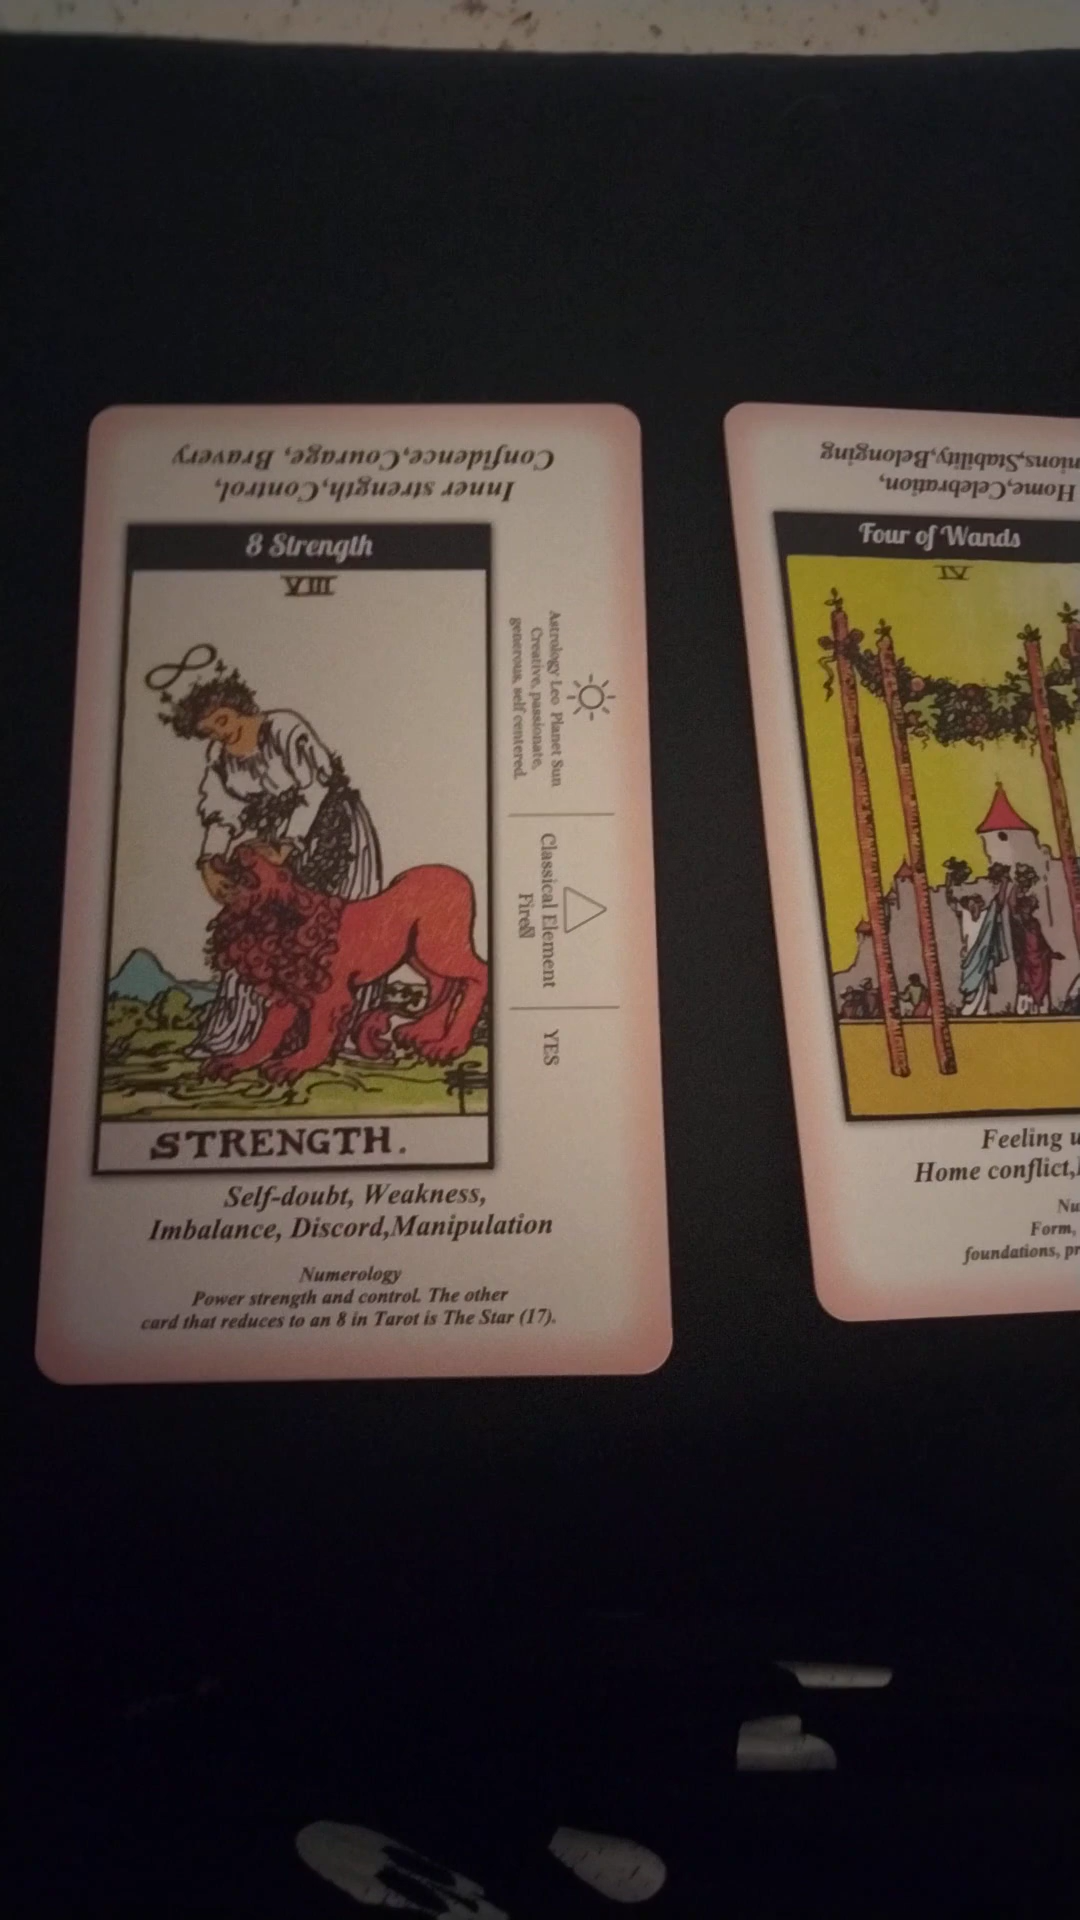 Confidence,Courage, Bravery
Inner strength,Control,
8 Strength
VIII
Astrology Leo Planet Sun
Creative, passionate,
generous, self centered.
Classical Element
Fire
YES
STRENGTH.
Self-doubt, Weakness,
Imbalance, Discord,Manipulation
Numerology
Power strength and control. The other
card that reduces to an 8 in Tarot is The Star (17).
Stability,Belonging
Home,Celebration,
Four of Wands
IV
Feeling
Home conflict,
Form,
foundations,